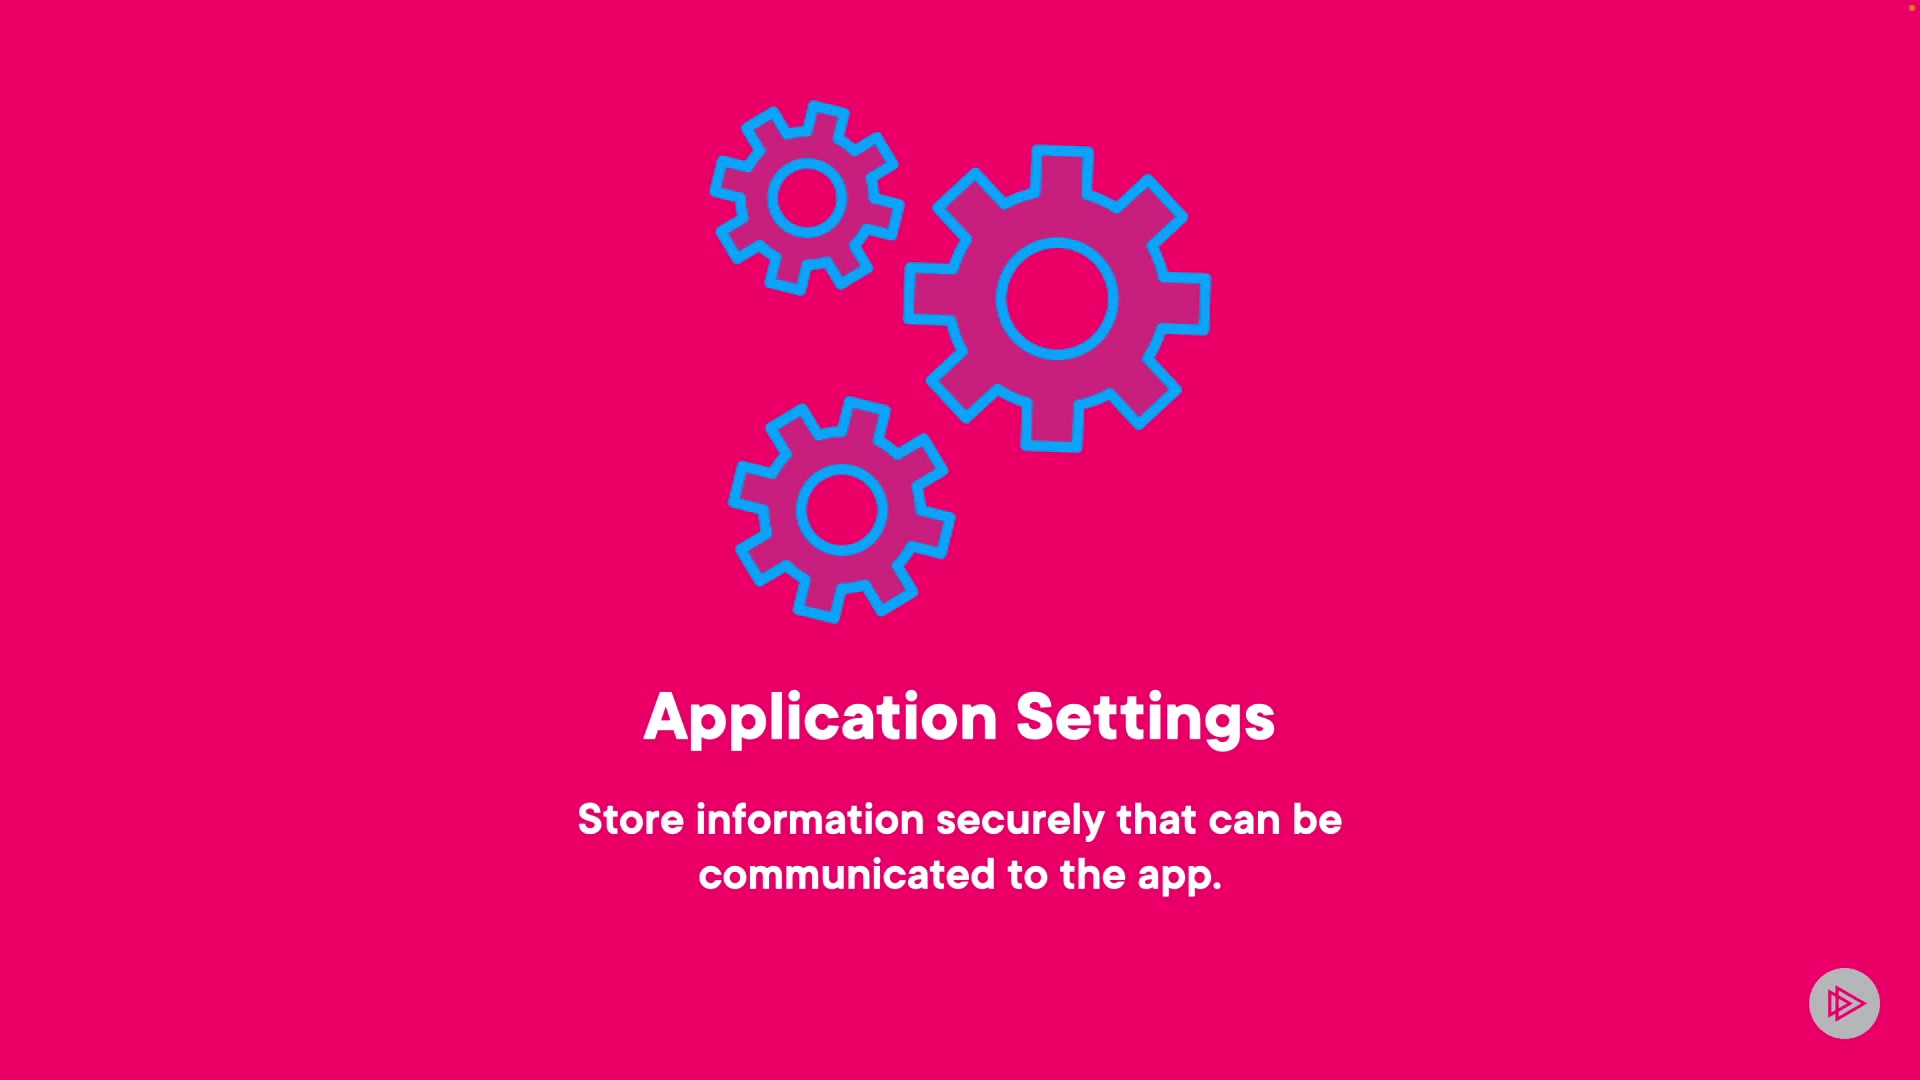 Application Settings
Store information securely that can be
communicated to the app.